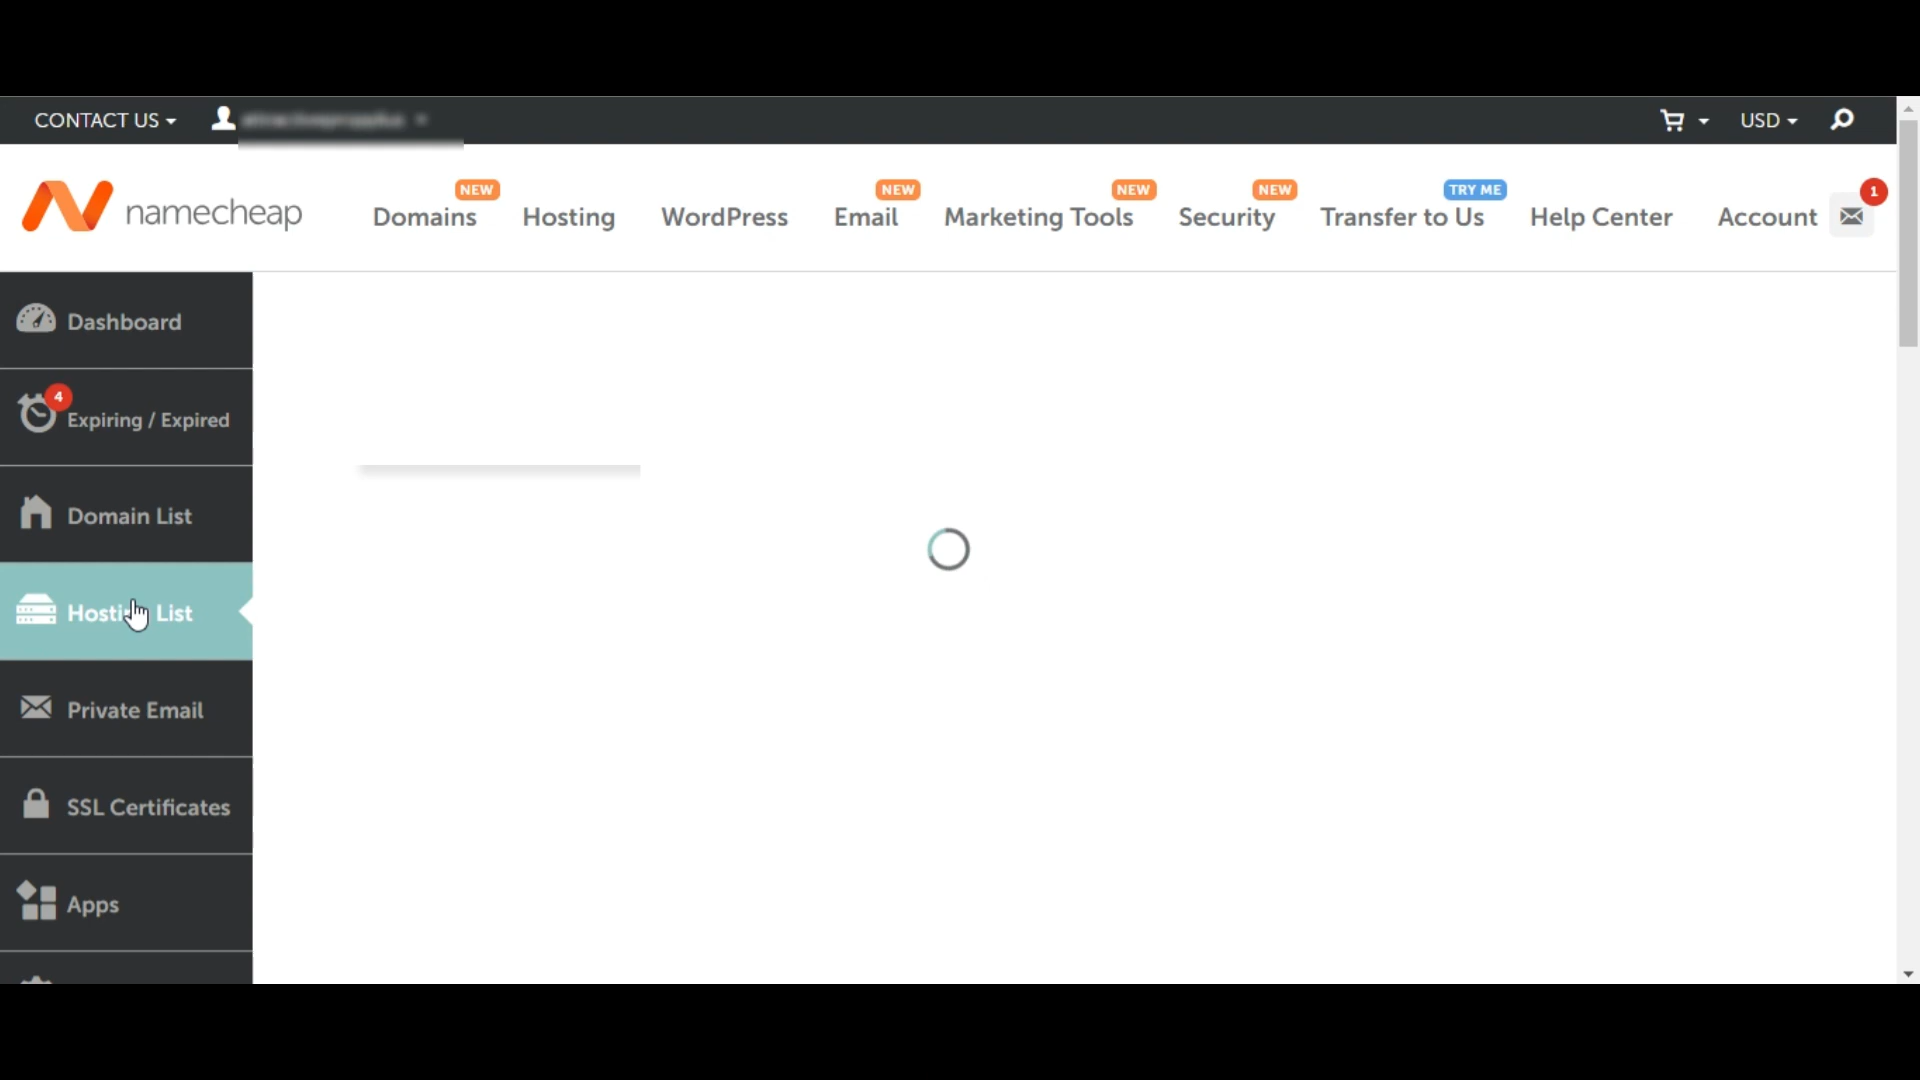 CONTACT US
USD
namecheap
NEW NEW NEW NEW TRY ME 1
Domains Hosting WordPress Email Marketing Tools Security Transfer to Us Help Center Account
Dashboard
4
Expiring / Expired
Domain List
Hosting List
Private Email
SSL Certificates
Apps